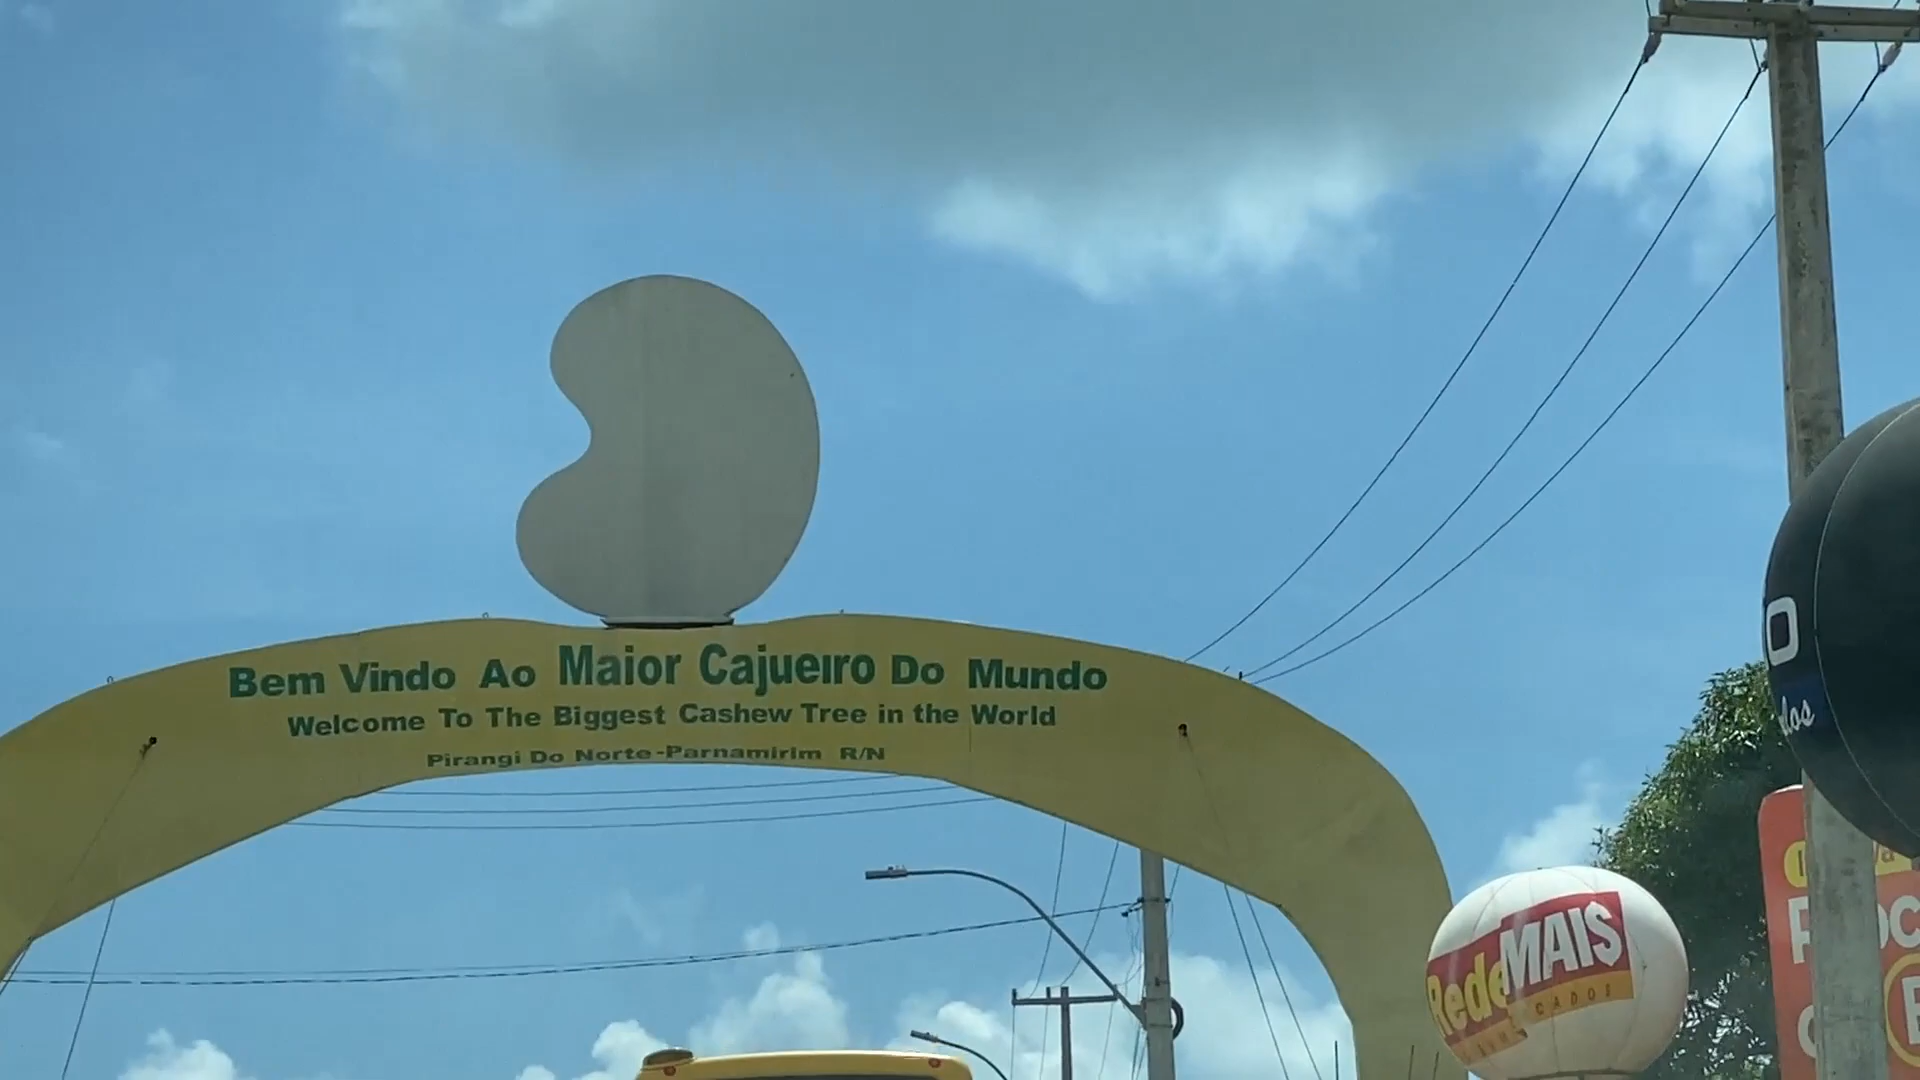 Bem Vindo Ao Maior Cajueiro Do Mundo
Welcome To The Biggest Cashew Tree in the World
Pirangi Do Norte-Parnamirim R/N
Rede MAI$